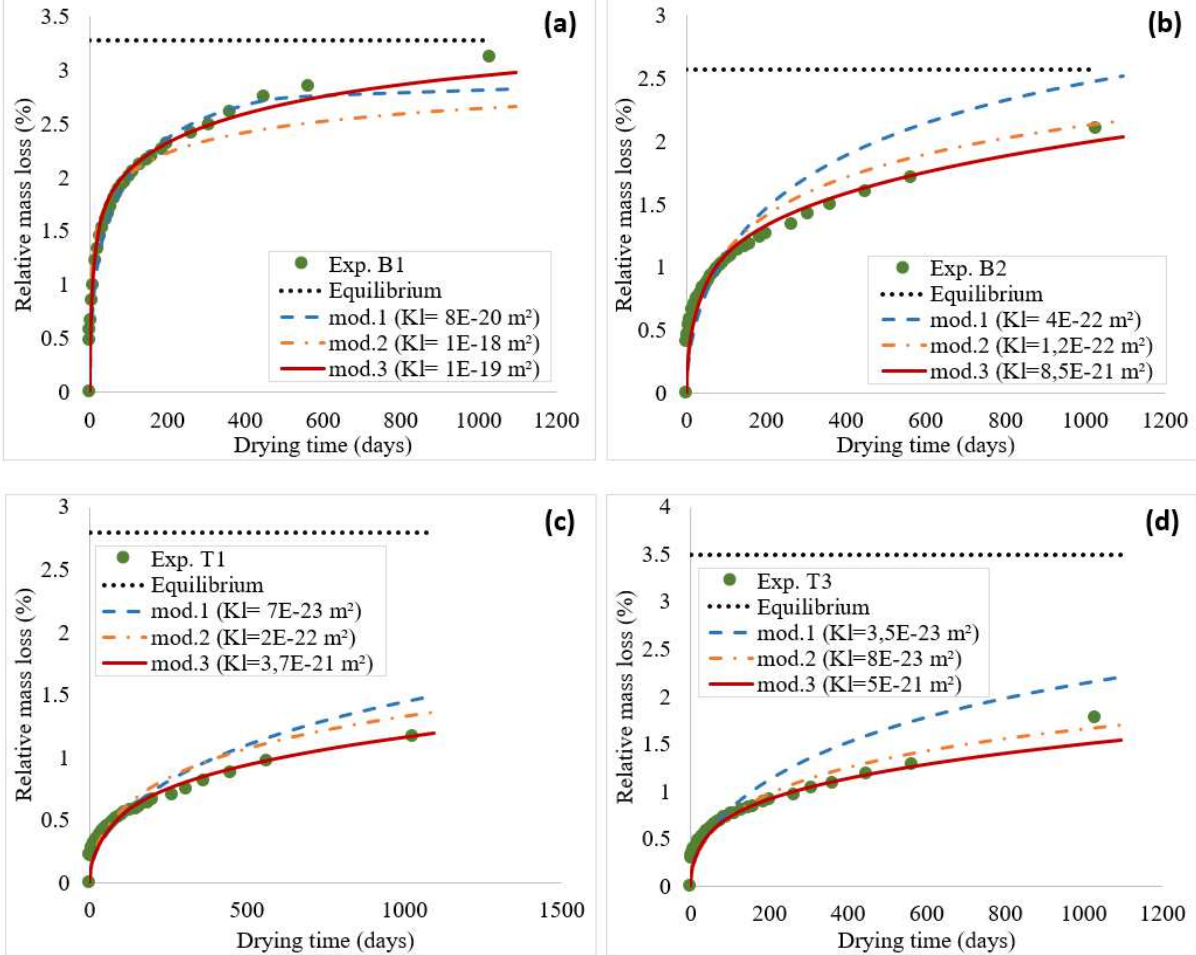 (a)
Relative mass loss (%)
3.5
3
2.5
2
1.5
1
0.5
0
Exp. B1
Equilibrium
mod.1 (Kl= 8E-20 m²)
mod.2 (Kl= 1E-18 m²)
mod.3 (Kl= 1E-19 m²)
0 200 400 600 800 1000 1200
Drying time (days)
(b)
Relative mass loss (%)
3
2.5
2
1.5
1
0.5
0
Exp. B2
Equilibrium
mod.1 (Kl= 4E-22 m²)
mod.2 (Kl=1,2E-22 m²)
mod.3 (Kl=8,5E-21 m²)
0 200 400 600 800 1000 1200
Drying time (days)
(c)
Relative mass loss (%)
3
2.5
2
1.5
1
0.5
0
Exp. T1
Equilibrium
mod.1 (Kl= 7E-23 m²)
mod.2 (Kl=2E-22 m²)
mod.3 (Kl=3,7E-21 m²)
0 500 1000 1500
Drying time (days)
(d)
Relative mass loss (%)
4
3.5
3
2.5
2
1.5
1
0.5
0
Exp. T3
Equilibrium
mod.1 (Kl=3,5E-23 m²)
mod.2 (Kl=8E-23 m²)
mod.3 (Kl=5E-21 m²)
0 200 400 600 800 1000 1200
Drying time (days)